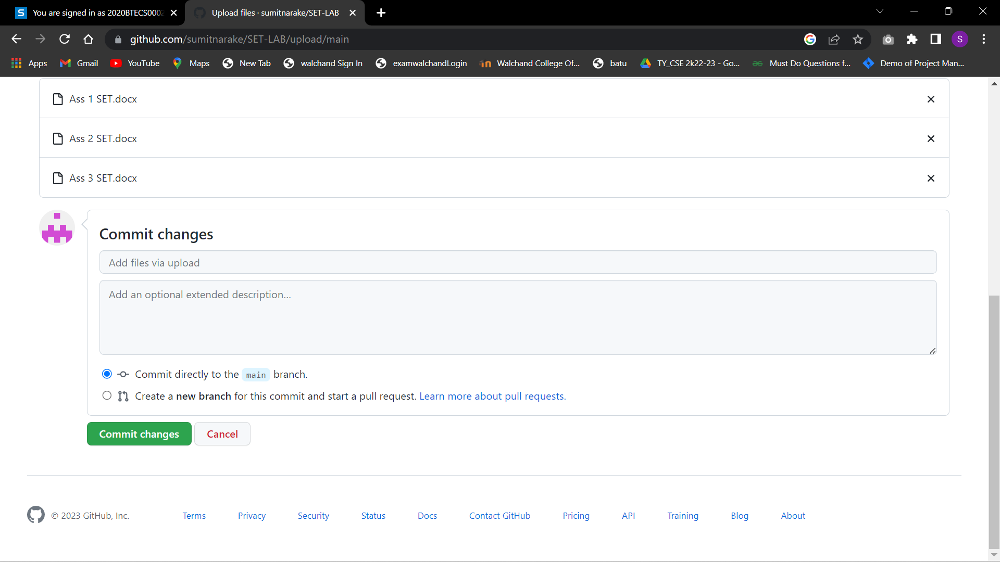 You are signed in as 2020BTECS0002
Upload files · sumitnarake/SET-LAB
github.com/sumitnarake/SET-LAB/upload/main
S
Apps Gmail YouTube Maps New Tab walchand Sign In examwalchandLogin Walchand College Of... batu TY_CSE 2k22-23 - Go... Must Do Questions f... Demo of Project Man...
Ass 1 SET.docx
Ass 2 SET.docx
Ass 3 SET.docx
Commit changes
Add files via upload
Add an optional extended description...
Commit directly to the main branch.
Create a new branch for this commit and start a pull request. Learn more about pull requests.
Commit changes Cancel
© 2023 GitHub, Inc. Terms Privacy Security Status Docs Contact GitHub Pricing API Training Blog About